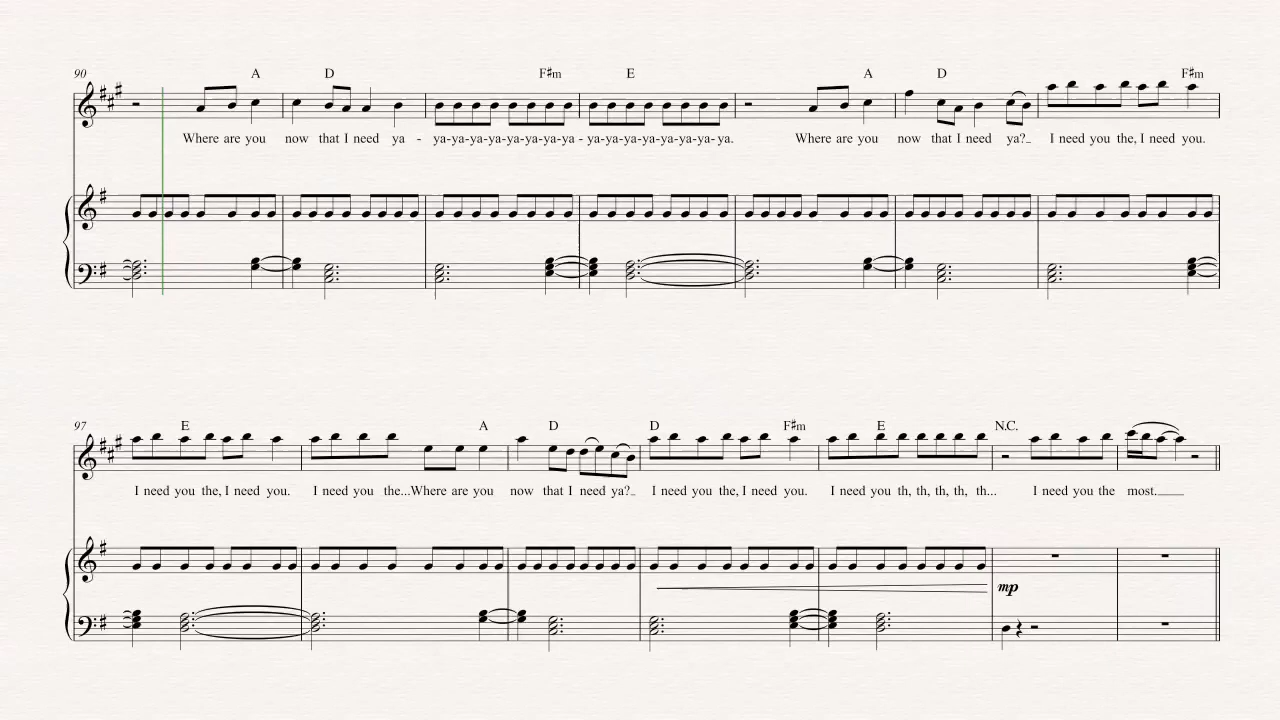 90 A D F♯m E A D F♯m
Where are you now that I need ya - ya-ya-ya-ya-ya-ya-ya-ya - ya-ya-ya-ya-ya-ya-ya-ya. Where are you now that I need ya?_ I need you the, I need you.
97 E A D D F♯m E N.C.
I need you the, I need you. I need you the...Where are you now that I need ya?_ I need you the, I need you. I need you th, th, th, th, th... I need you the most.___
mp